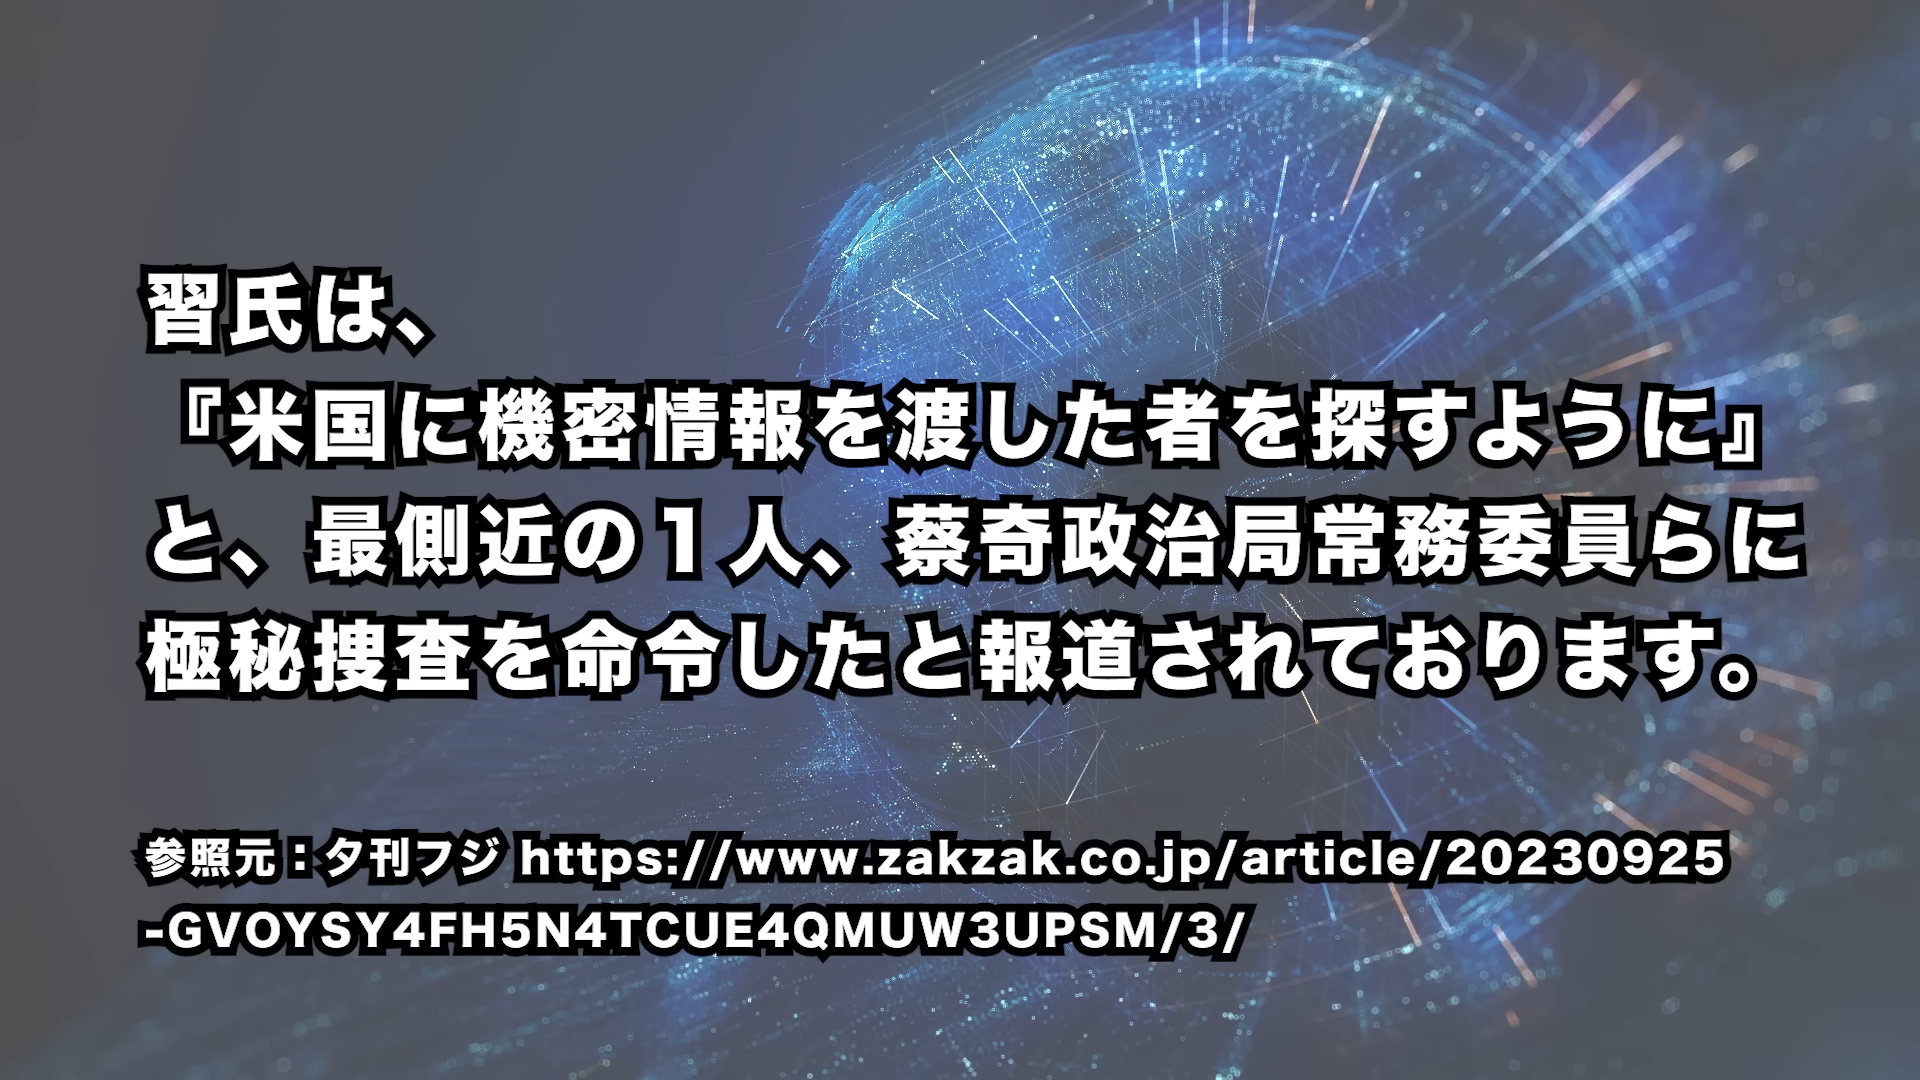 習氏は、
『米国に機密情報を渡した者を探すように』
と、最側近の１人、蔡奇政治局常務委員らに
極秘捜査を命令したと報道されております。
参照元：夕刊フジ https://www.zakzak.co.jp/article/20230925
-GVOYSY4FH5N4TCUE4QMUW3UPSM/3/